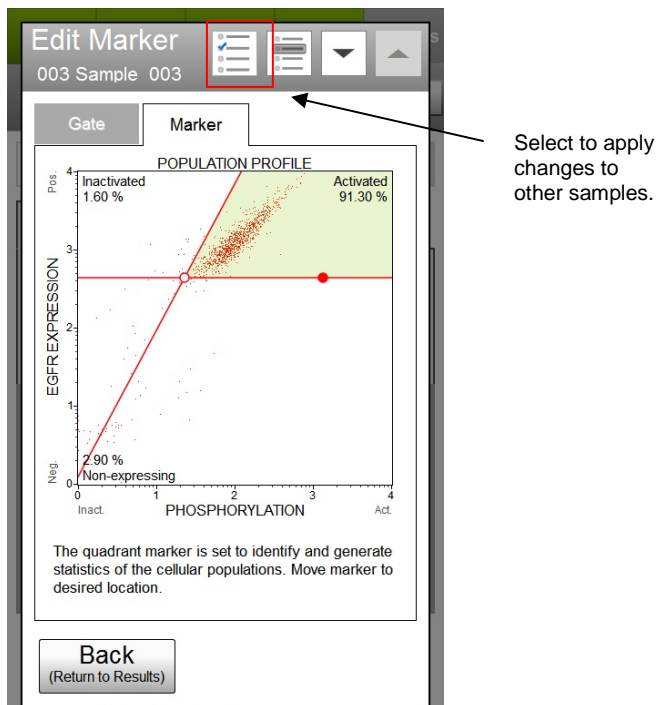 Edit Marker
003 Sample 003
s
Gate
Marker
Select to apply
changes to
other samples.
POPULATION PROFILE
Pos.
4
Inactivated
1.60 %
Activated
91.30 %
3
EGFR EXPRESSION
2
1
2.90 %
Non-expressing
Neg.
0
0 1 2 3 4
Inact. PHOSPHORYLATION Act.
The quadrant marker is set to identify and generate
statistics of the cellular populations. Move marker to
desired location.
Back
(Return to Results)